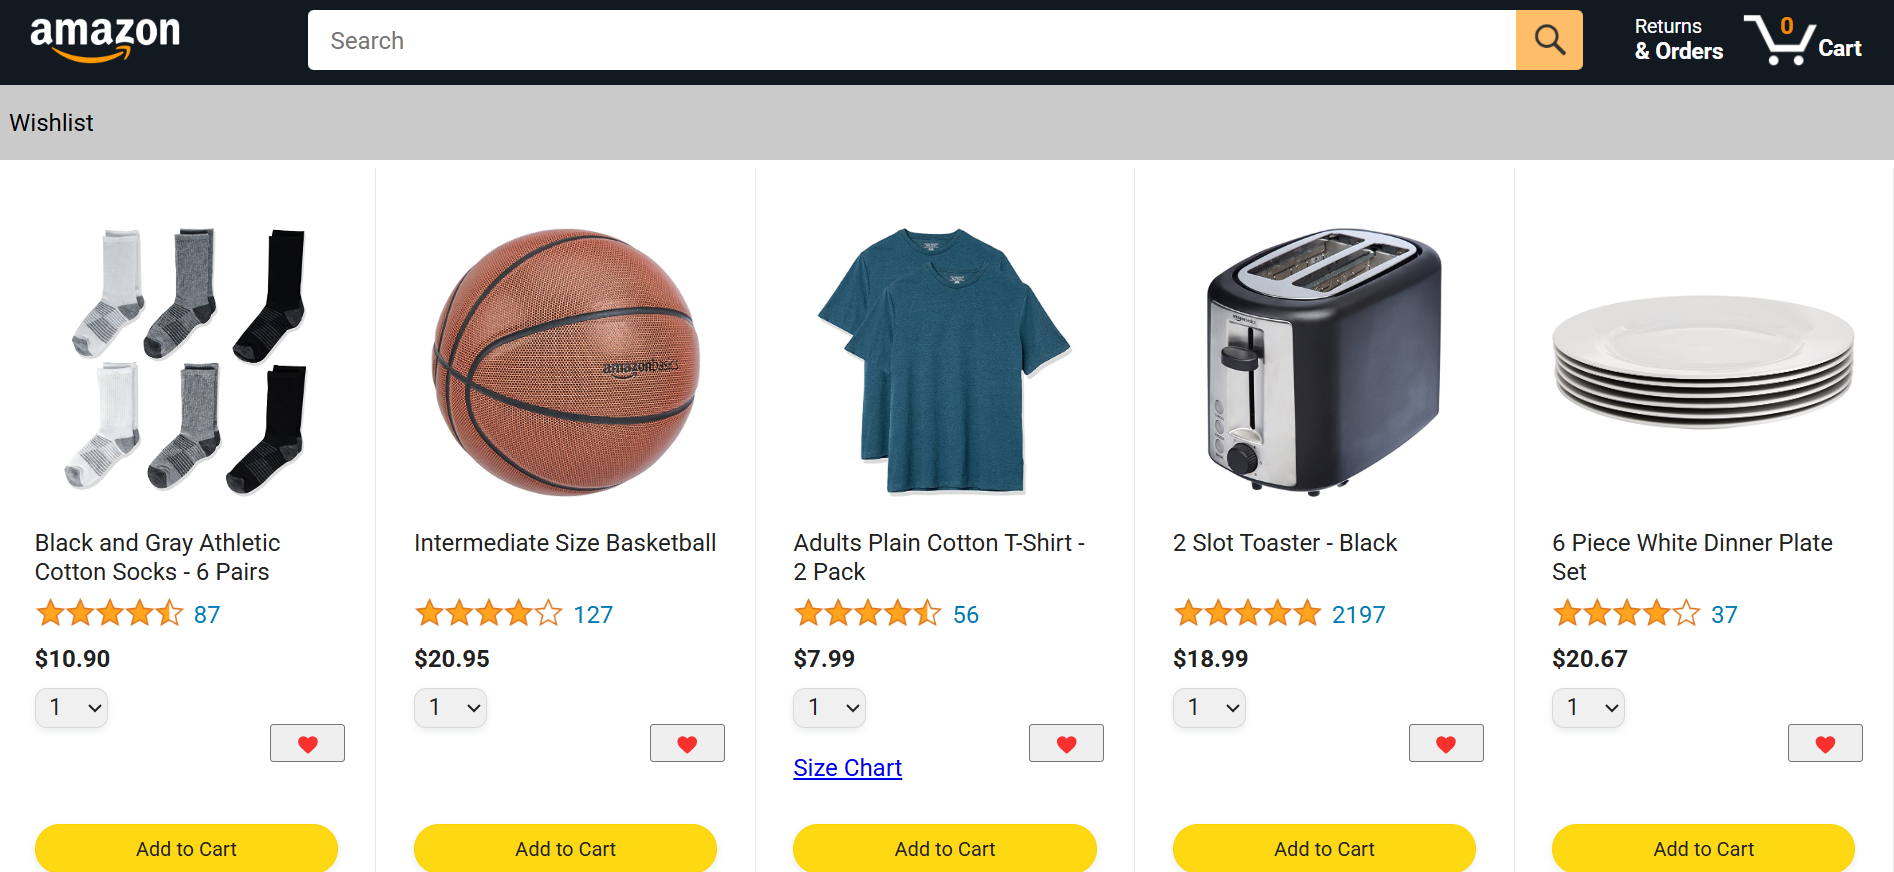 amazon
Search
Returns
& Orders
0
Cart
Wishlist
amazonbasics
Black and Gray Athletic
Cotton Socks - 6 Pairs
87
$10.90
1
Add to Cart
Intermediate Size Basketball
127
$20.95
1
Add to Cart
Adults Plain Cotton T-Shirt -
2 Pack
56
$7.99
1
Size Chart
Add to Cart
2 Slot Toaster - Black
2197
$18.99
1
Add to Cart
6 Piece White Dinner Plate
Set
37
$20.67
1
Add to Cart